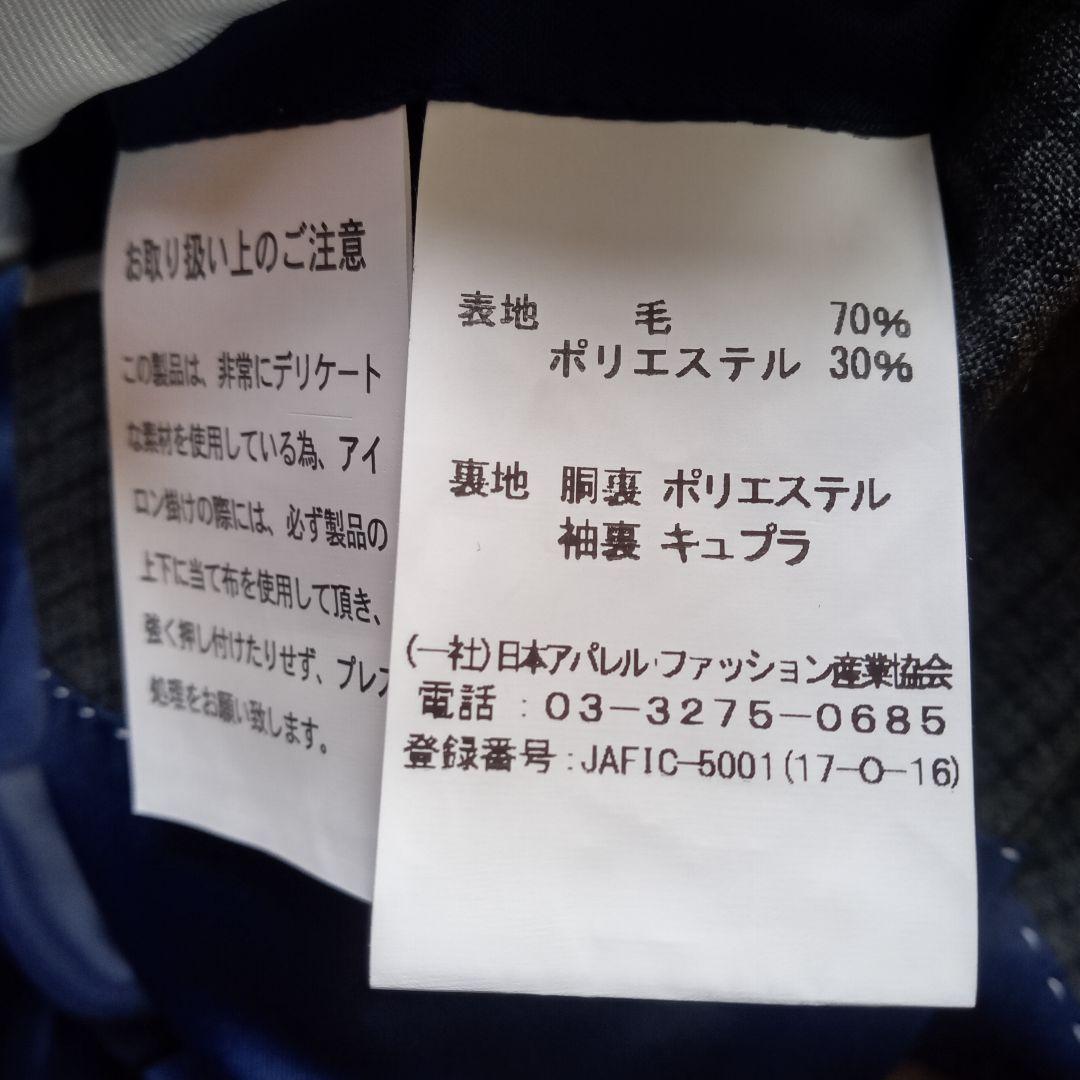 お取り扱い上のご注意
この製品は、非常にデリケート
な素材を使用している為、アイ
ロン掛けの際には、必ず製品の
上下に当て布を使用して頂き、
強く押し付けたりせず、プレス
処理をお願い致します。
表地 毛 70%
ポリエステル 30%
裏地 胴裏 ポリエステル
袖裏 キュプラ
(一社)日本アパレル・ファッション産業協会
電話:03-3275-0685
登録番号:JAFIC-5001(17-0-16)